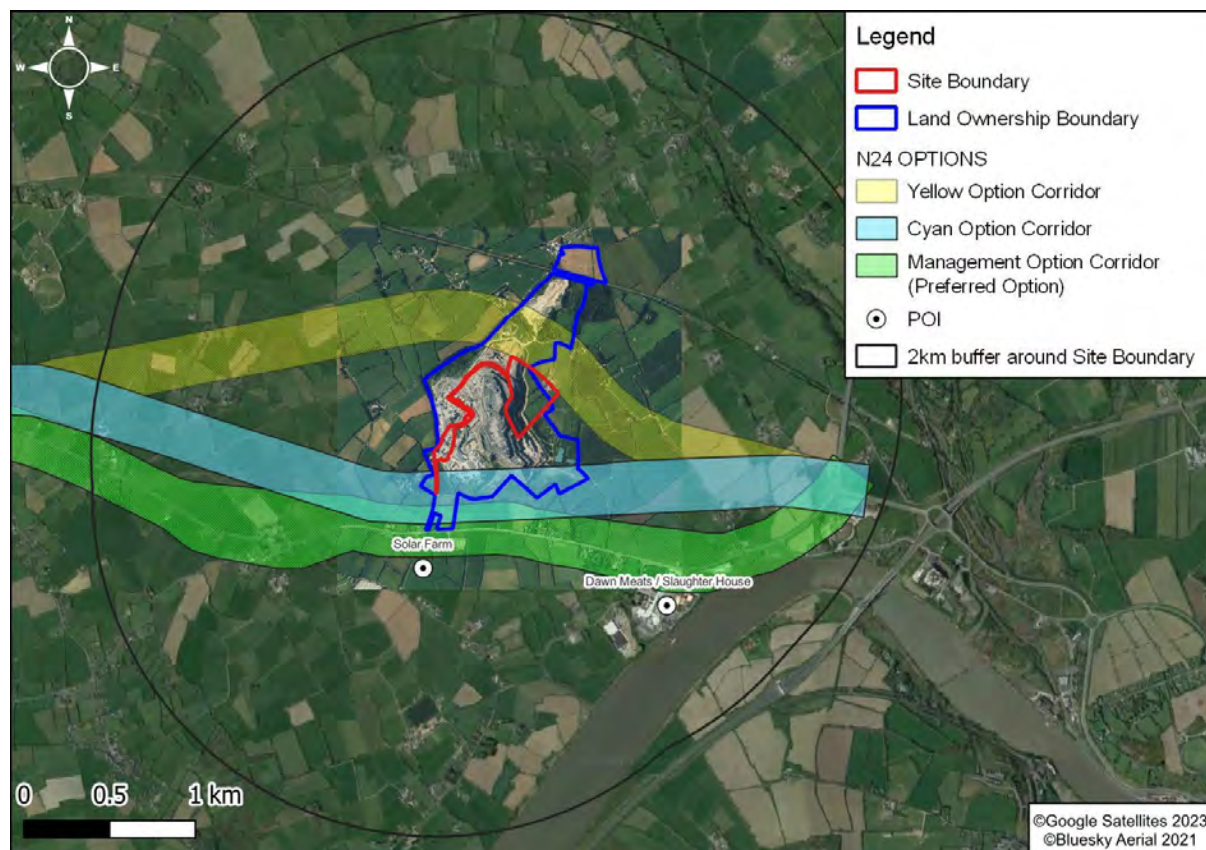 N
W E
S
Legend
Site Boundary
Land Ownership Boundary
N24 OPTIONS
Yellow Option Corridor
Cyan Option Corridor
Management Option Corridor
(Preferred Option)
POI
2km buffer around Site Boundary
Solar Farm
Dawn Meats / Slaughter House
0 0.5 1 km
©Google Satellites 2023
©Bluesky Aerial 2021